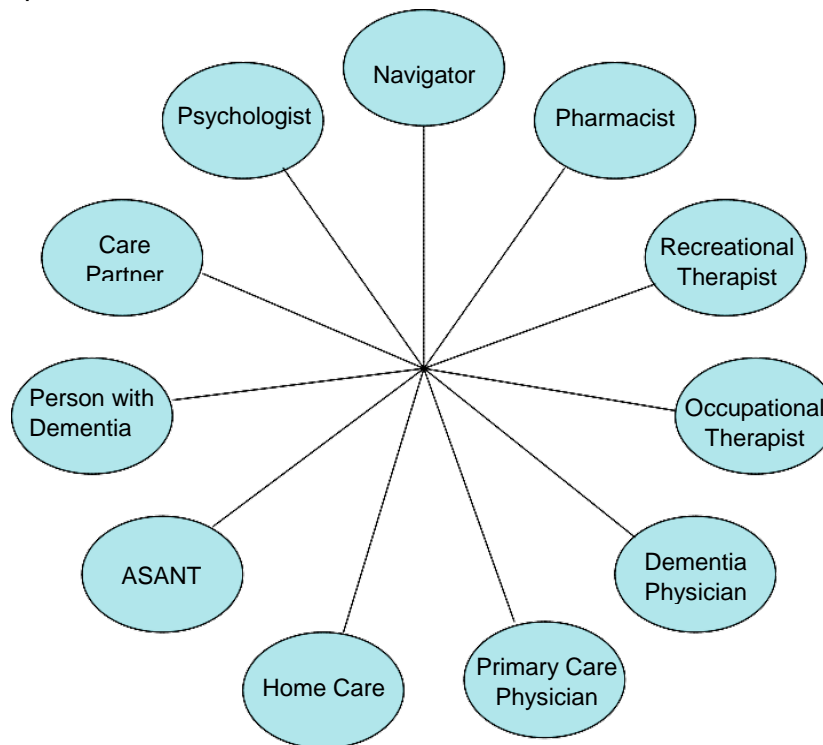 Navigator
Psychologist
Pharmacist
Care
Partner
Recreational
Therapist
Person with
Dementia
Occupational
Therapist
ASANT
Dementia
Physician
Home Care
Primary Care
Physician